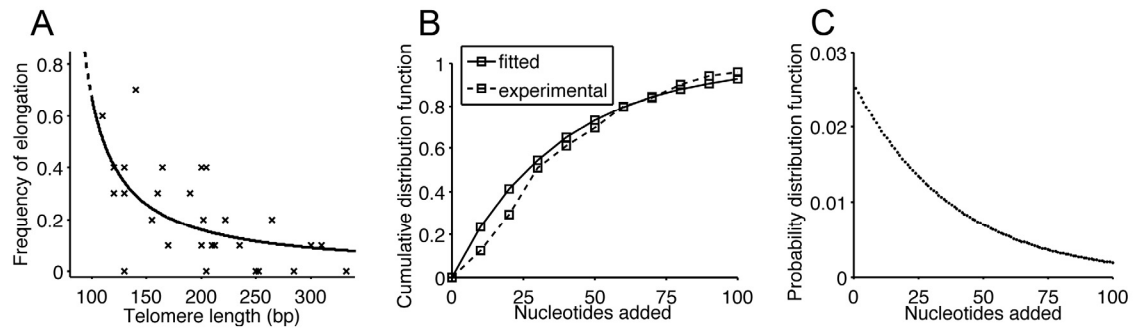 A
Frequency of elongation
0.8
0.6
0.4
0.2
0
100
150
200
250
300
Telomere length (bp)
B
Cumulative distribution function
fitted
experimental
1
0.8
0.6
0.4
0.2
0
0
25
50
75
100
Nucleotides added
C
Probability distribution function
0.03
0.02
0.01
0
0
25
50
75
100
Nucleotides added